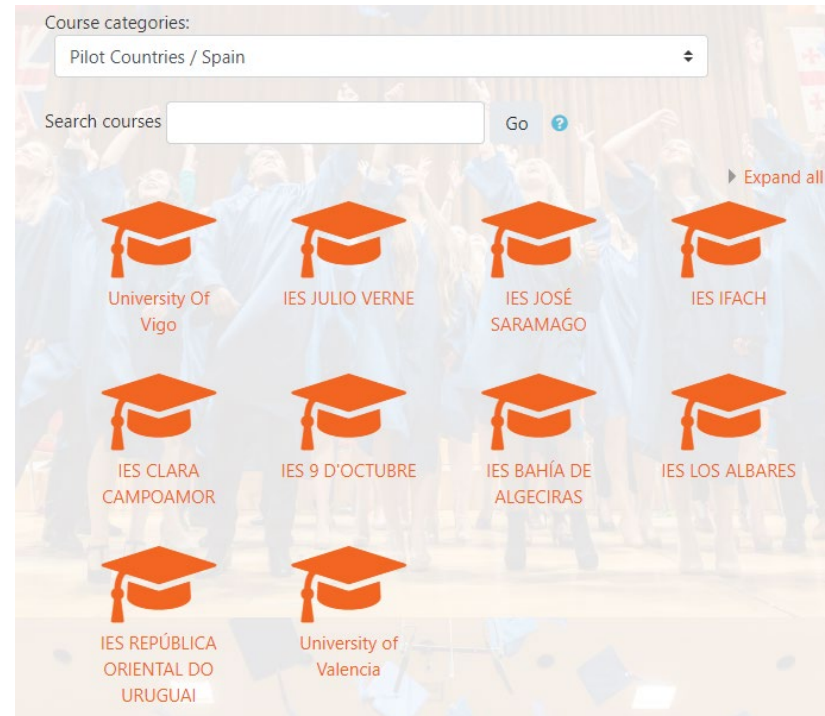 Course categories:
Pilot Countries / Spain
Search courses
Go
Expand all
University Of
Vigo
IES JULIO VERNE
IES JOSÉ
SARAMAGO
IES IFACH
IES CLARA
CAMPOAMOR
IES 9 D'OCTUBRE
IES BAHÍA DE
ALGECIRAS
IES LOS ALBARES
IES REPÚBLICA
ORIENTAL DO
URUGUAI
University of
Valencia